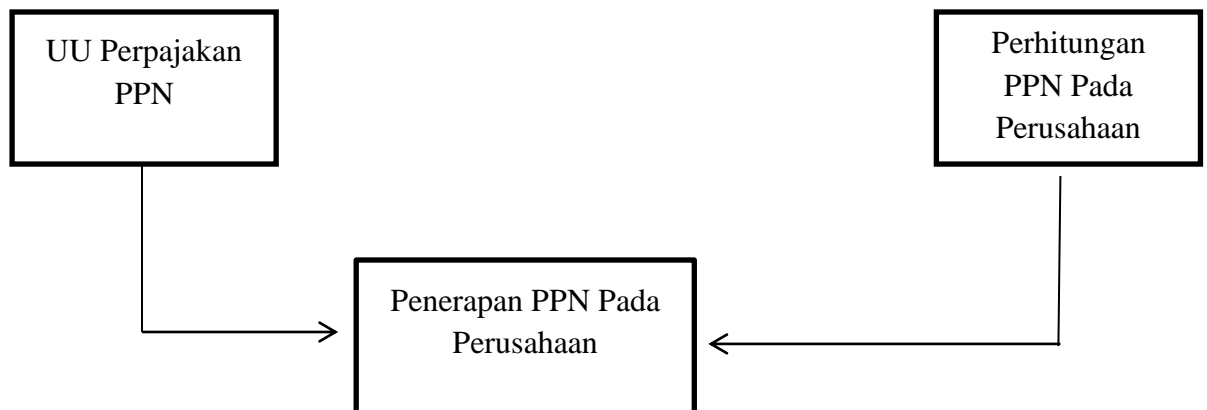 UU Perpajakan
PPN
Perhitungan
PPN Pada
Perusahaan
Penerapan PPN Pada
Perusahaan